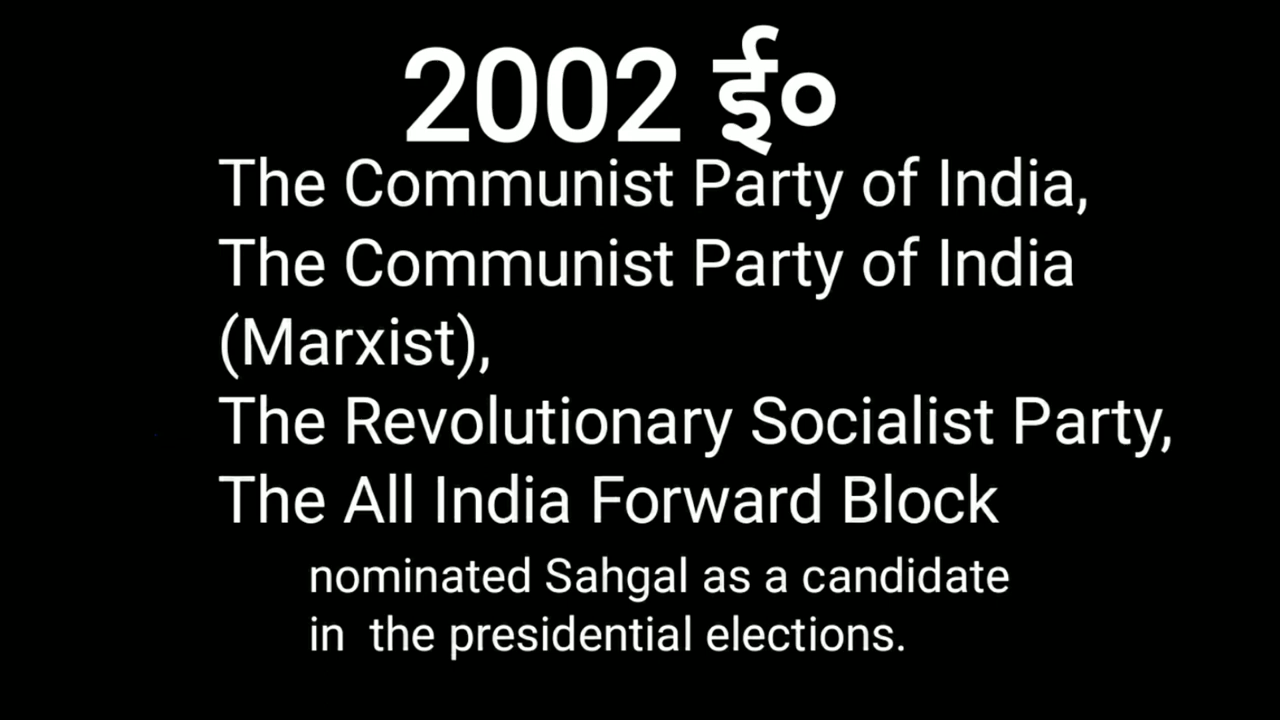 2002 ई०
The Communist Party of India,
The Communist Party of India
(Marxist),
The Revolutionary Socialist Party,
The All India Forward Block
nominated Sahgal as a candidate
in  the presidential elections.